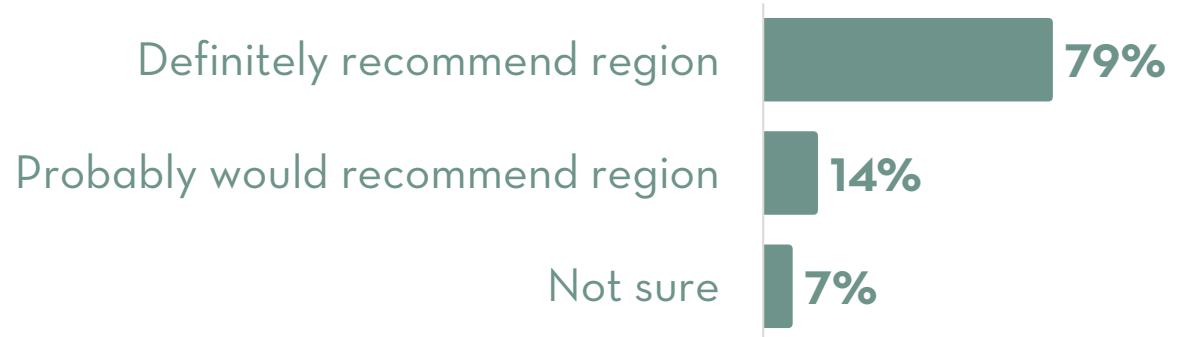 Definitely recommend region 79%
Probably would recommend region 14%
Not sure 7%